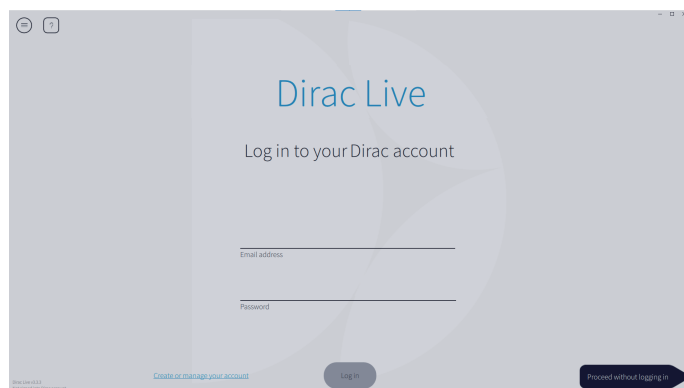 ?
Dirac Live
Log in to your Dirac account
Email address
Password
Create or manage your account
Log in
Proceed without logging in